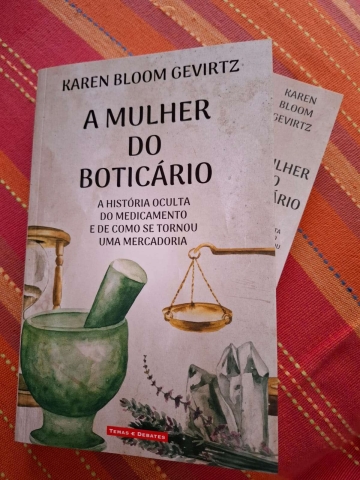 KAREN BLOOM GEVIRTZ
A MULHER
DO
BOTICÁRIO
A HISTÓRIA OCULTA
DO MEDICAMENTO
E DE COMO SE TORNOU
UMA MERCADORIA
TEMAS E DEBATES
KAREN
BLOOM
GEVIRTZ
ULHER
O
ÁRIO